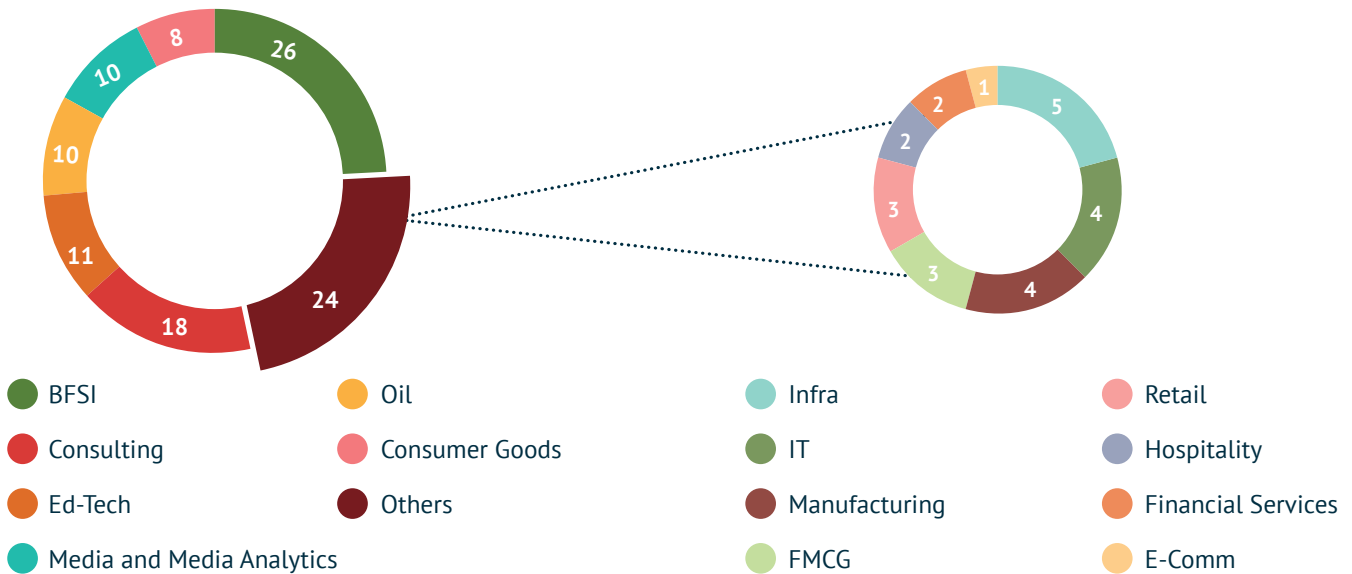 8
26
10
10
11
18
24
1
2
5
2
3
4
3
4
BFSI
Oil
Infra
Retail
Consulting
Consumer Goods
IT
Hospitality
Ed-Tech
Others
Manufacturing
Financial Services
Media and Media Analytics
FMCG
E-Comm